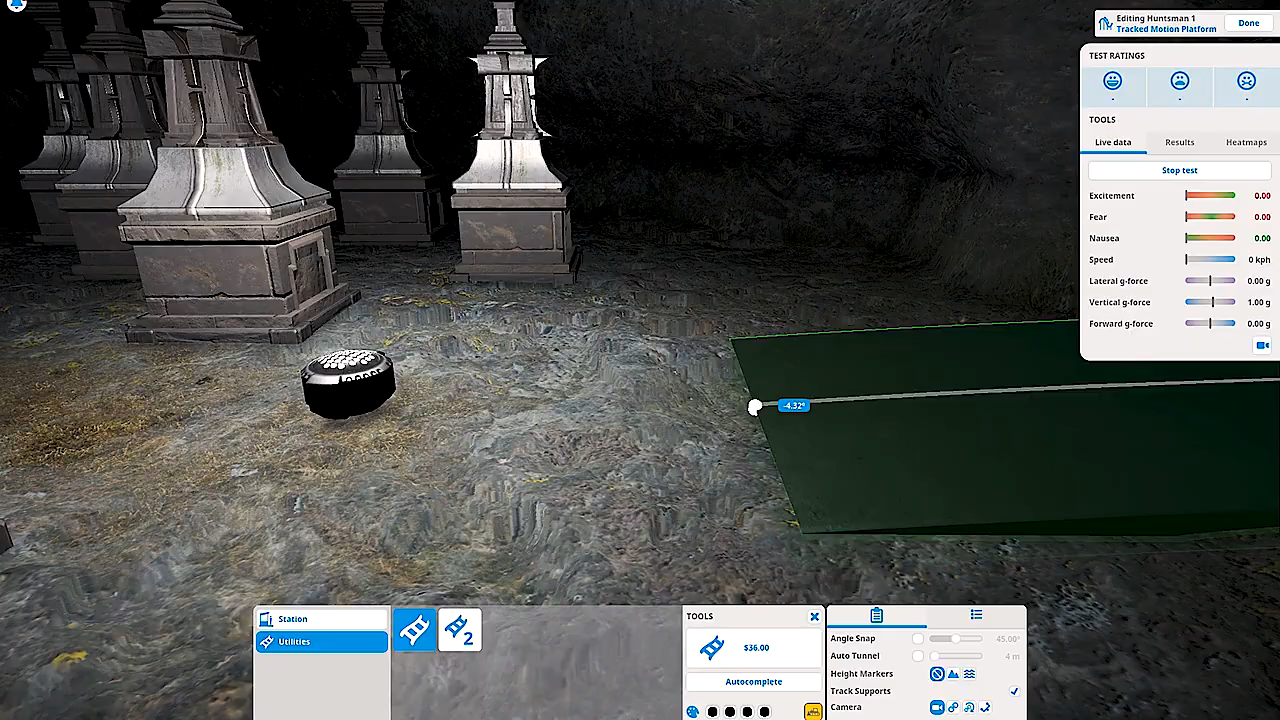 Editing Huntsman 1
Tracked Motion Platform
Done
TEST RATINGS
- - -
TOOLS
Live data Results Heatmaps
Stop test
Excitement 0.00
Fear 0.00
Nausea 0.00
Speed 0 kph
Lateral g-force 0.00 g
Vertical g-force 1.00 g
Forward g-force 0.00 g
-4.32°
Station
Utilities
2
TOOLS
$36.00
Autocomplete
Angle Snap 45.00°
Auto Tunnel 4 m
Height Markers
Track Supports
Camera